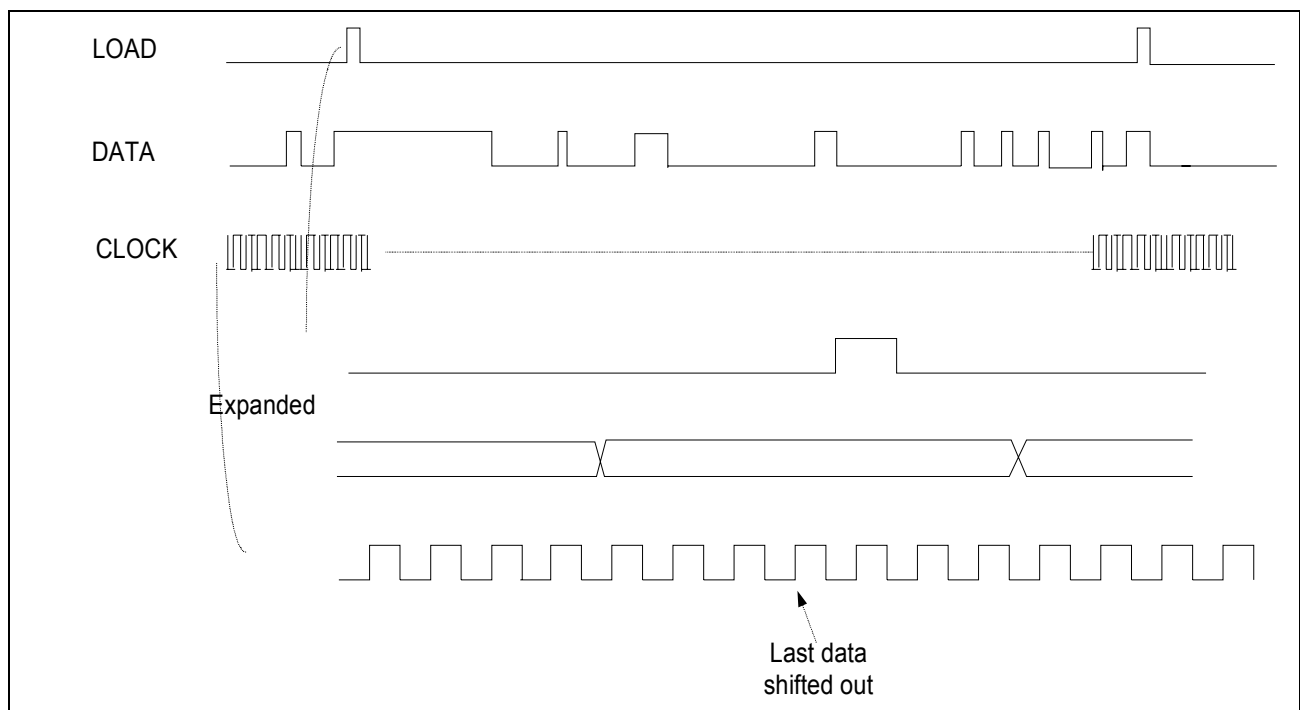 LOAD
DATA
CLOCK
Expanded
Last data
shifted out